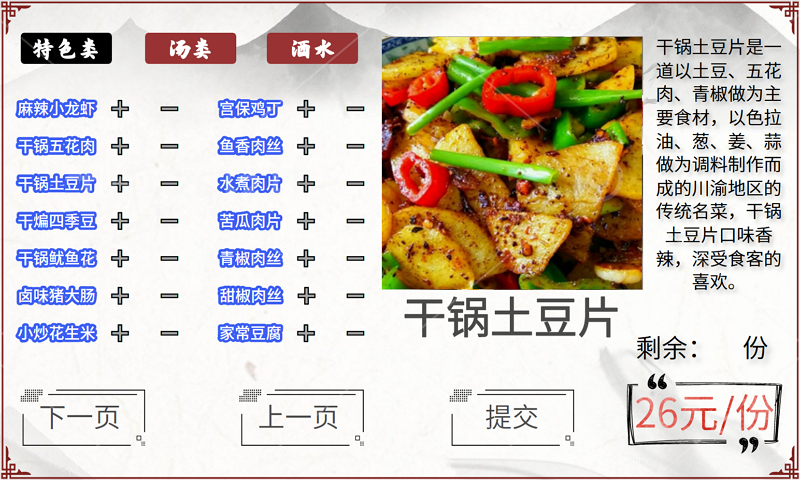 特色类 汤类 酒水
麻辣小龙虾 + — 宫保鸡丁 + —
干锅五花肉 + — 鱼香肉丝 + —
干锅土豆片 + — 水煮肉片 + —
干煸四季豆 + — 苦瓜肉片 + —
干锅鱿鱼花 + — 青椒肉丝 + —
卤味猪大肠 + — 甜椒肉丝 + —
小炒花生米 + — 家常豆腐 + —
下一页 上一页 提交
干锅土豆片
干锅土豆片是一
道以土豆、五花
肉、青椒做为主
要食材，以色拉
油、葱、姜、蒜
做为调料制作而
成的川渝地区的
传统名菜，干锅
土豆片口味香
辣，深受食客的
喜欢。
剩余： 份
26元/份